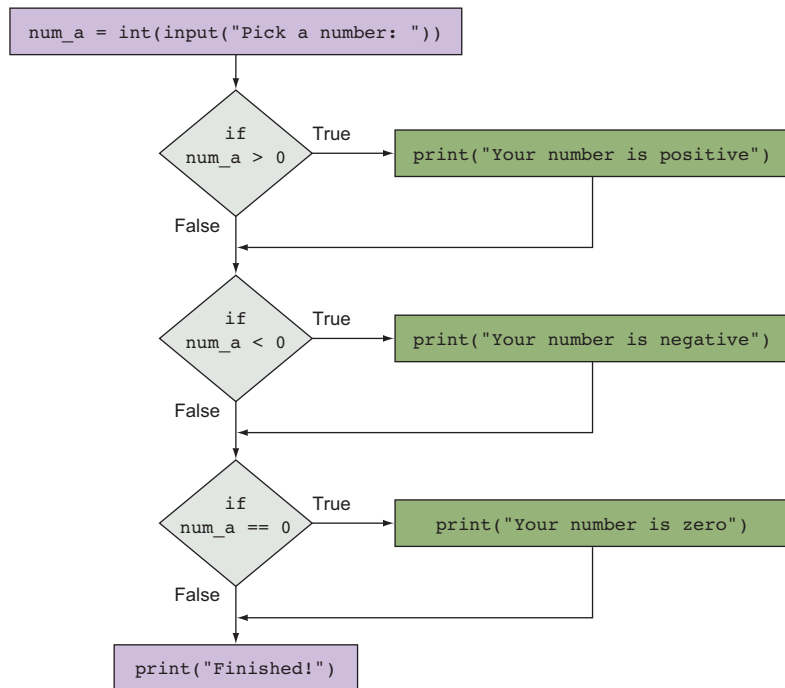 num_a = int(input("Pick a number: "))
if
num_a > 0
True
print("Your number is positive")
False
if
num_a < 0
True
print("Your number is negative")
False
if
num_a == 0
True
print("Your number is zero")
False
print("Finished!")